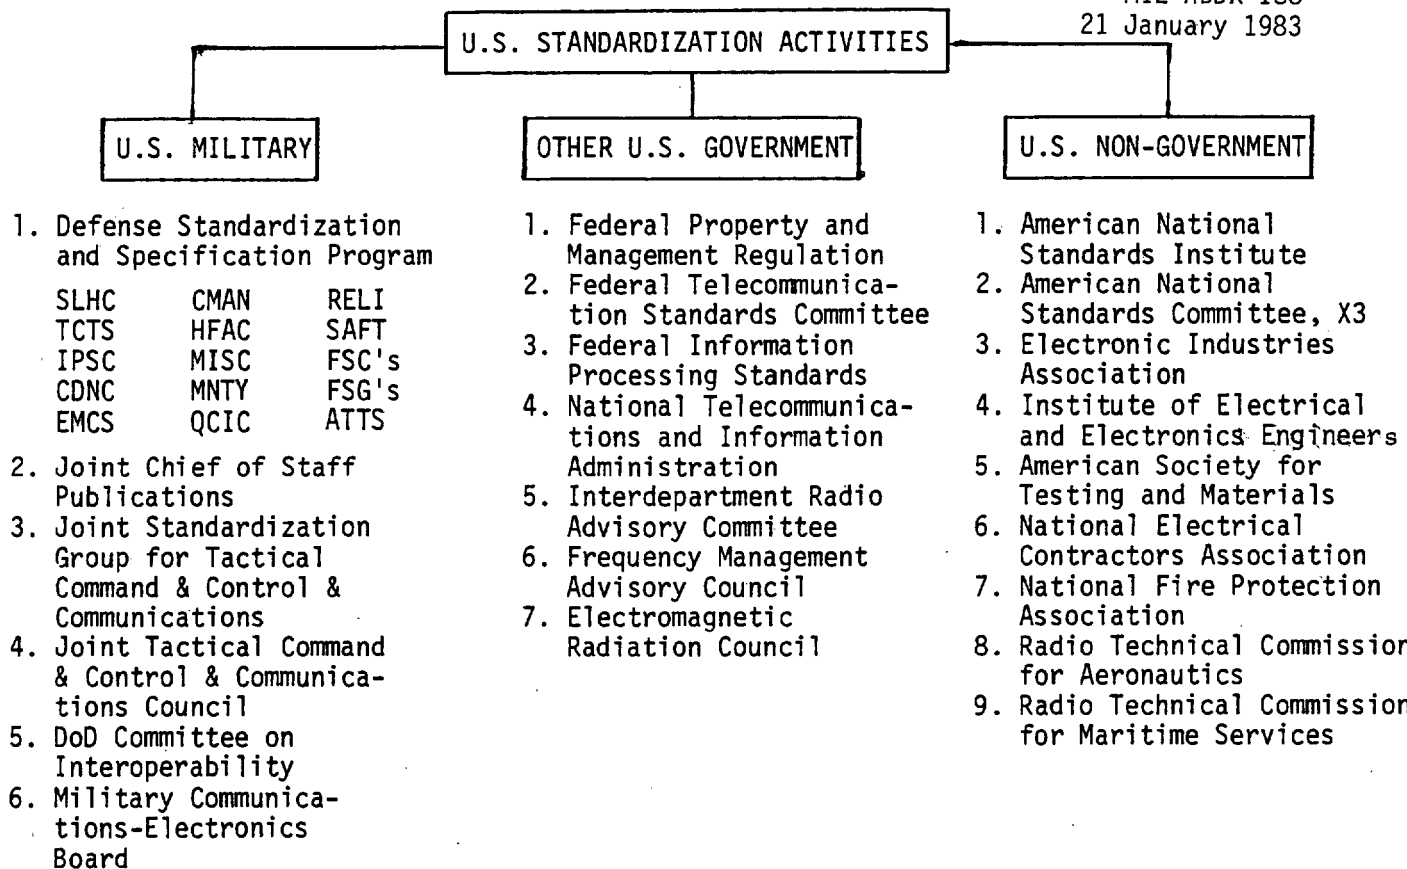 21 January 1983
U.S. STANDARDIZATION ACTIVITIES
U.S. MILITARY
1. Defense Standardization
and Specification Program
SLHC CMAN RELI
TCTS HFAC SAFT
IPSC MISC FSC's
CDNC MNTY FSG's
EMCS QCIC ATTS
2. Joint Chief of Staff
Publications
3. Joint Standardization
Group for Tactical
Command & Control &
Communications
4. Joint Tactical Command
& Control & Communica-
tions Council
5. DoD Committee on
Interoperability
6. Military Communica-
tions-Electronics
Board
OTHER U.S. GOVERNMENT
1. Federal Property and
Management Regulation
2. Federal Telecommunica-
tion Standards Committee
3. Federal Information
Processing Standards
4. National Telecommunica-
tions and Information
Administration
5. Interdepartment Radio
Advisory Committee
6. Frequency Management
Advisory Council
7. Electromagnetic
Radiation Council
U.S. NON-GOVERNMENT
1. American National
Standards Institute
2. American National
Standards Committee, X3
3. Electronic Industries
Association
4. Institute of Electrical
and Electronics Engineers
5. American Society for
Testing and Materials
6. National Electrical
Contractors Association
7. National Fire Protection
Association
8. Radio Technical Commission
for Aeronautics
9. Radio Technical Commission
for Maritime Services